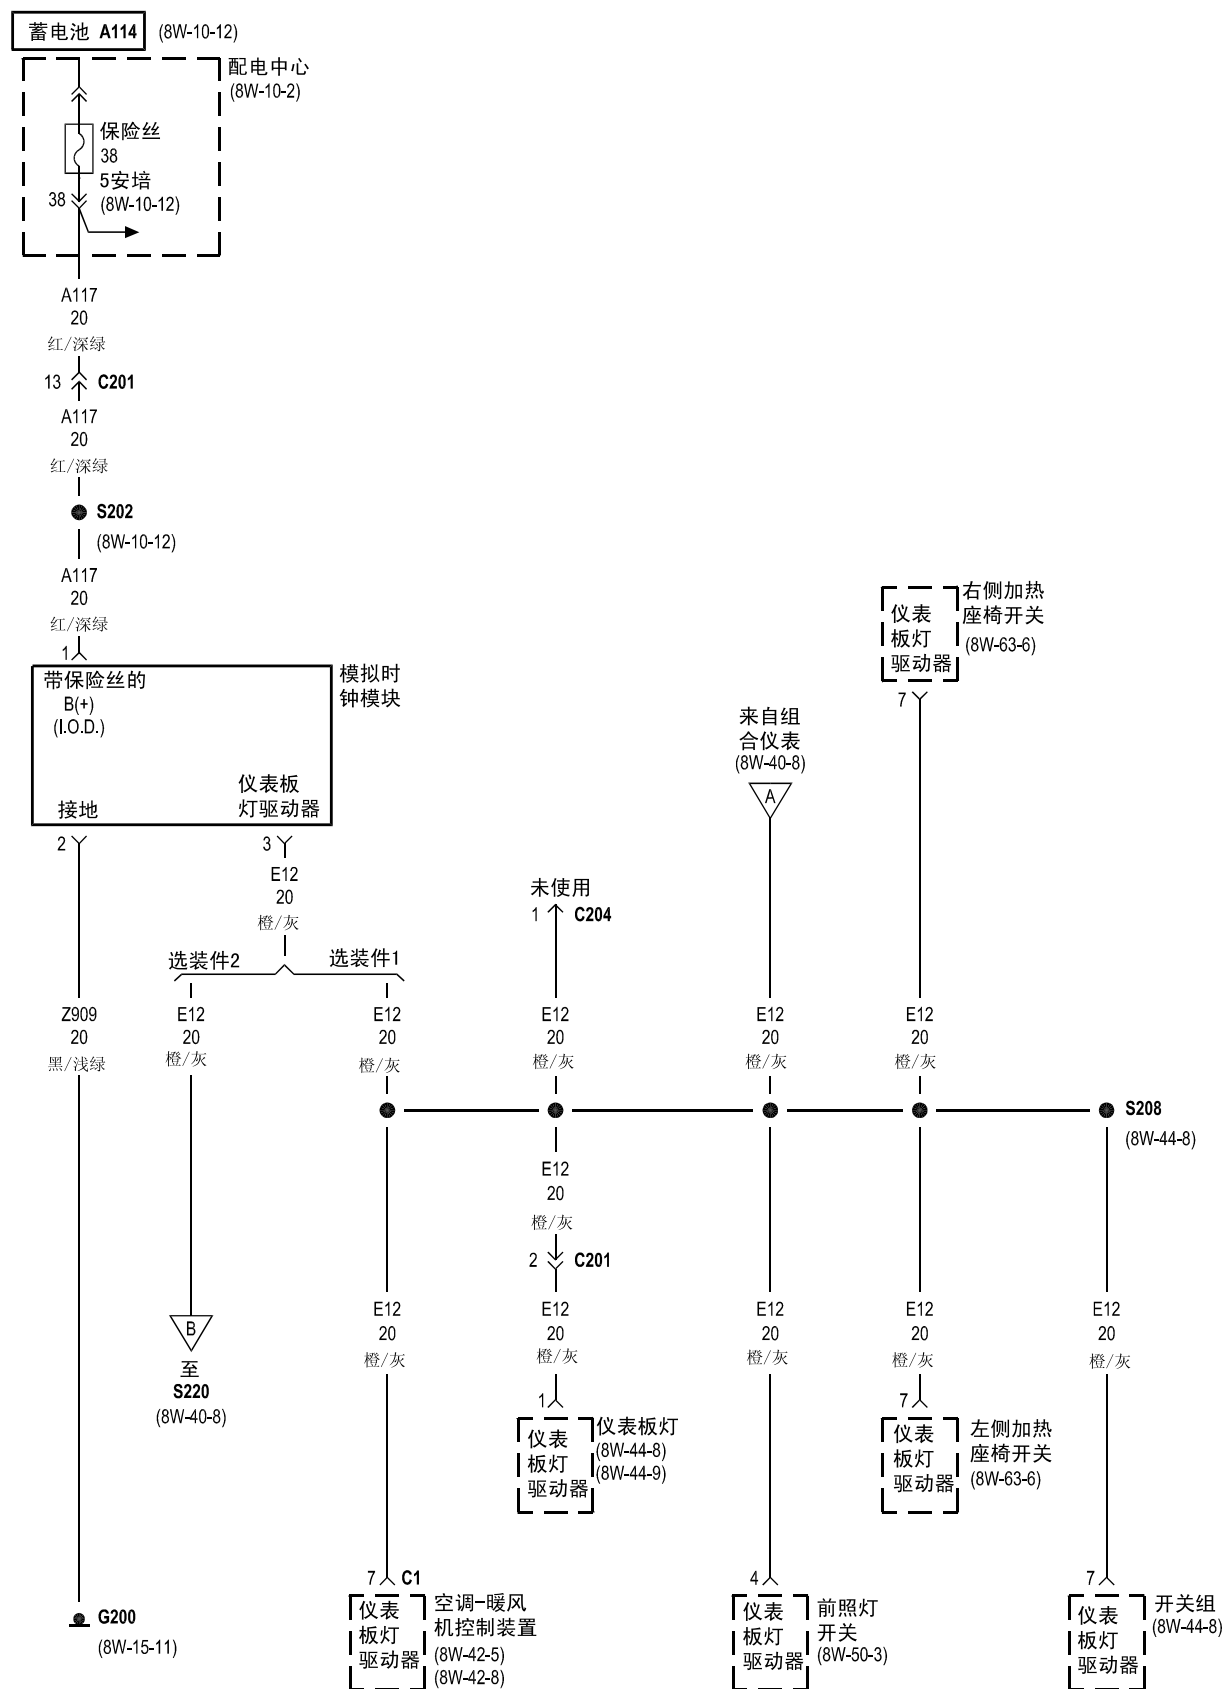 蓄电池 A114 (8W-10-12)
配电中心
(8W-10-2)
保险丝
38
5安培
(8W-10-12)
38
A117
20
红/深绿
13 C201
A117
20
红/深绿
S202
(8W-10-12)
A117
20
红/深绿
1
带保险丝的
B(+)
(I.O.D.)
模拟时
钟模块
接地
仪表板
灯驱动器
2
3
E12
20
橙/灰
选装件2
选装件1
未使用
1 C204
来自组
合仪表
(8W-40-8)
A
仪表
板灯
驱动器
右侧加热
座椅开关
(8W-63-6)
7
Z909
20
黑/浅绿
E12
20
橙/灰
E12
20
橙/灰
E12
20
橙/灰
E12
20
橙/灰
E12
20
橙/灰
S208
(8W-44-8)
E12
20
橙/灰
2 C201
B
至
S220
(8W-40-8)
E12
20
橙/灰
E12
20
橙/灰
E12
20
橙/灰
E12
20
橙/灰
E12
20
橙/灰
1
仪表
板灯
驱动器
仪表板灯
(8W-44-8)
(8W-44-9)
7
仪表
板灯
驱动器
左侧加热
座椅开关
(8W-63-6)
G200
(8W-15-11)
7 C1
仪表
板灯
驱动器
空调-暖风
机控制装置
(8W-42-5)
(8W-42-8)
4
仪表
板灯
驱动器
前照灯
开关
(8W-50-3)
7
仪表
板灯
驱动器
开关组
(8W-44-8)